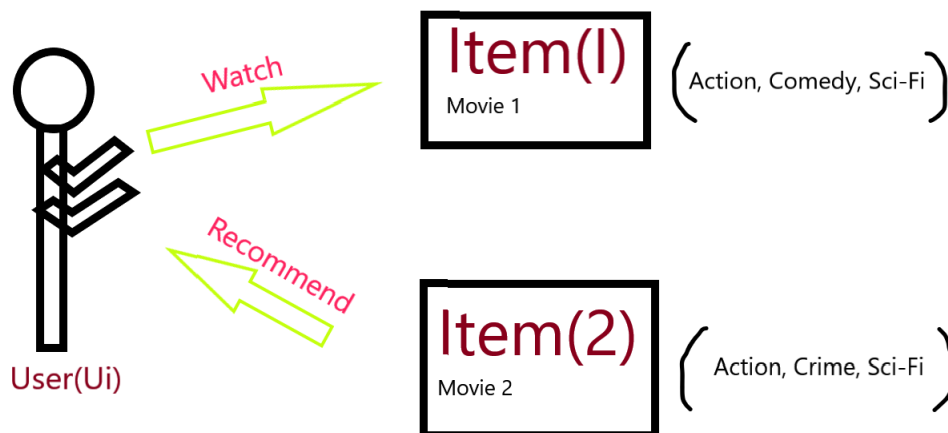 Watch
Item(I)
Movie 1
(Action, Comedy, Sci-Fi)
Recommend
Item(2)
Movie 2
(Action, Crime, Sci-Fi)
User(Ui)